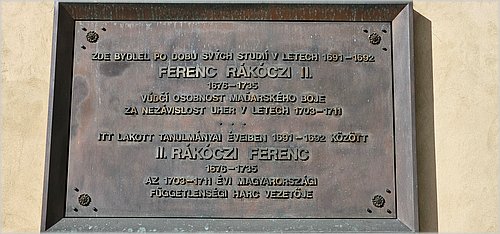 ZDE BYDLEL PO DOBU SVÝCH STUDIÍ V LETECH 1691-1692
FERENC RÁKÓCZI II.
1676-1735
VŮDČÍ OSOBNOST MAĎARSKÉHO BOJE
ZA NEZÁVISLOST UHER V LETECH 1703-1711
• • •
ITT LAKOTT TANULMÁNYAI ÉVEIBEN 1691-1692 KÖZÖTT
II. RÁKÓCZI FERENC
1676-1735
AZ 1703-1711 ÉVI MAGYARORSZÁGI
FÜGGETLENSÉGI HARC VEZETŐJE